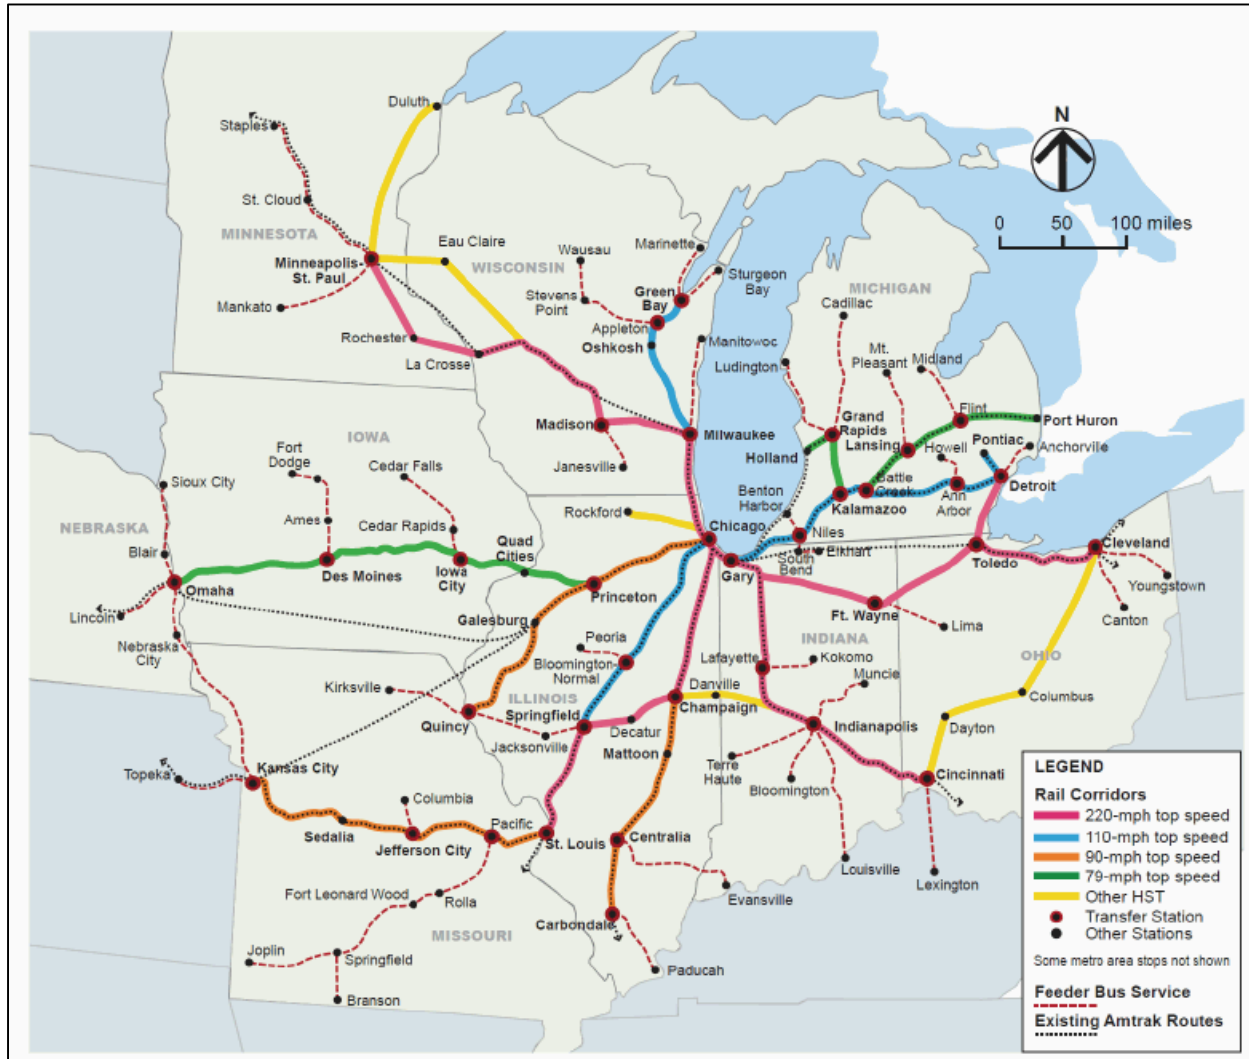 Duluth
Staples
St. Cloud
MINNESOTA
Minneapolis
St. Paul
Mankato
Rochester
La Crosse
Eau Claire
WISCONSIN
Wausau
Stevens
Point
Marinette
Green
Bay
Sturgeon
Bay
Appleton
Oshkosh
Manitowoc
Madison
Milwaukee
Janesville
N
0 50 100 miles
MICHIGAN
Cadillac
Ludington
Mt.
Pleasant
Midland
Grand
Rapids
Lansing
Flint
Port Huron
Holland
Howell
Pontiac
Anchorville
Battle
Creek
Detroit
Benton
Harbor
Kalamazoo
Ann
Arbor
Niles
South
Bend
Elkhart
IOWA
Fort
Dodge
Cedar Falls
Sioux City
Ames
Cedar Rapids
NEBRASKA
Blair
Omaha
Des Moines
Iowa
City
Quad
Cities
Princeton
Lincoln
Nebraska
City
Rockford
Chicago
Gary
Toledo
Cleveland
Youngstown
Canton
Ft. Wayne
Lima
Galesburg
Peoria
Bloomington-
Normal
INDIANA
Lafayette
Kokomo
Muncie
OHIO
Columbus
Dayton
Kirksville
Quincy
ILLINOIS
Springfield
Jacksonville
Decatur
Danville
Champaign
Indianapolis
Mattoon
Terre
Haute
Bloomington
Cincinnati
Louisville
Lexington
Topeka
Kansas City
Columbia
Sedalia
Jefferson City
Pacific
St. Louis
Centralia
Evansville
Fort Leonard Wood
Rolla
MISSOURI
Carbondale
Joplin
Springfield
Branson
Paducah
LEGEND
Rail Corridors
220-mph top speed
110-mph top speed
90-mph top speed
79-mph top speed
Other HST
Transfer Station
Other Stations
Some metro area stops not shown
Feeder Bus Service
Existing Amtrak Routes